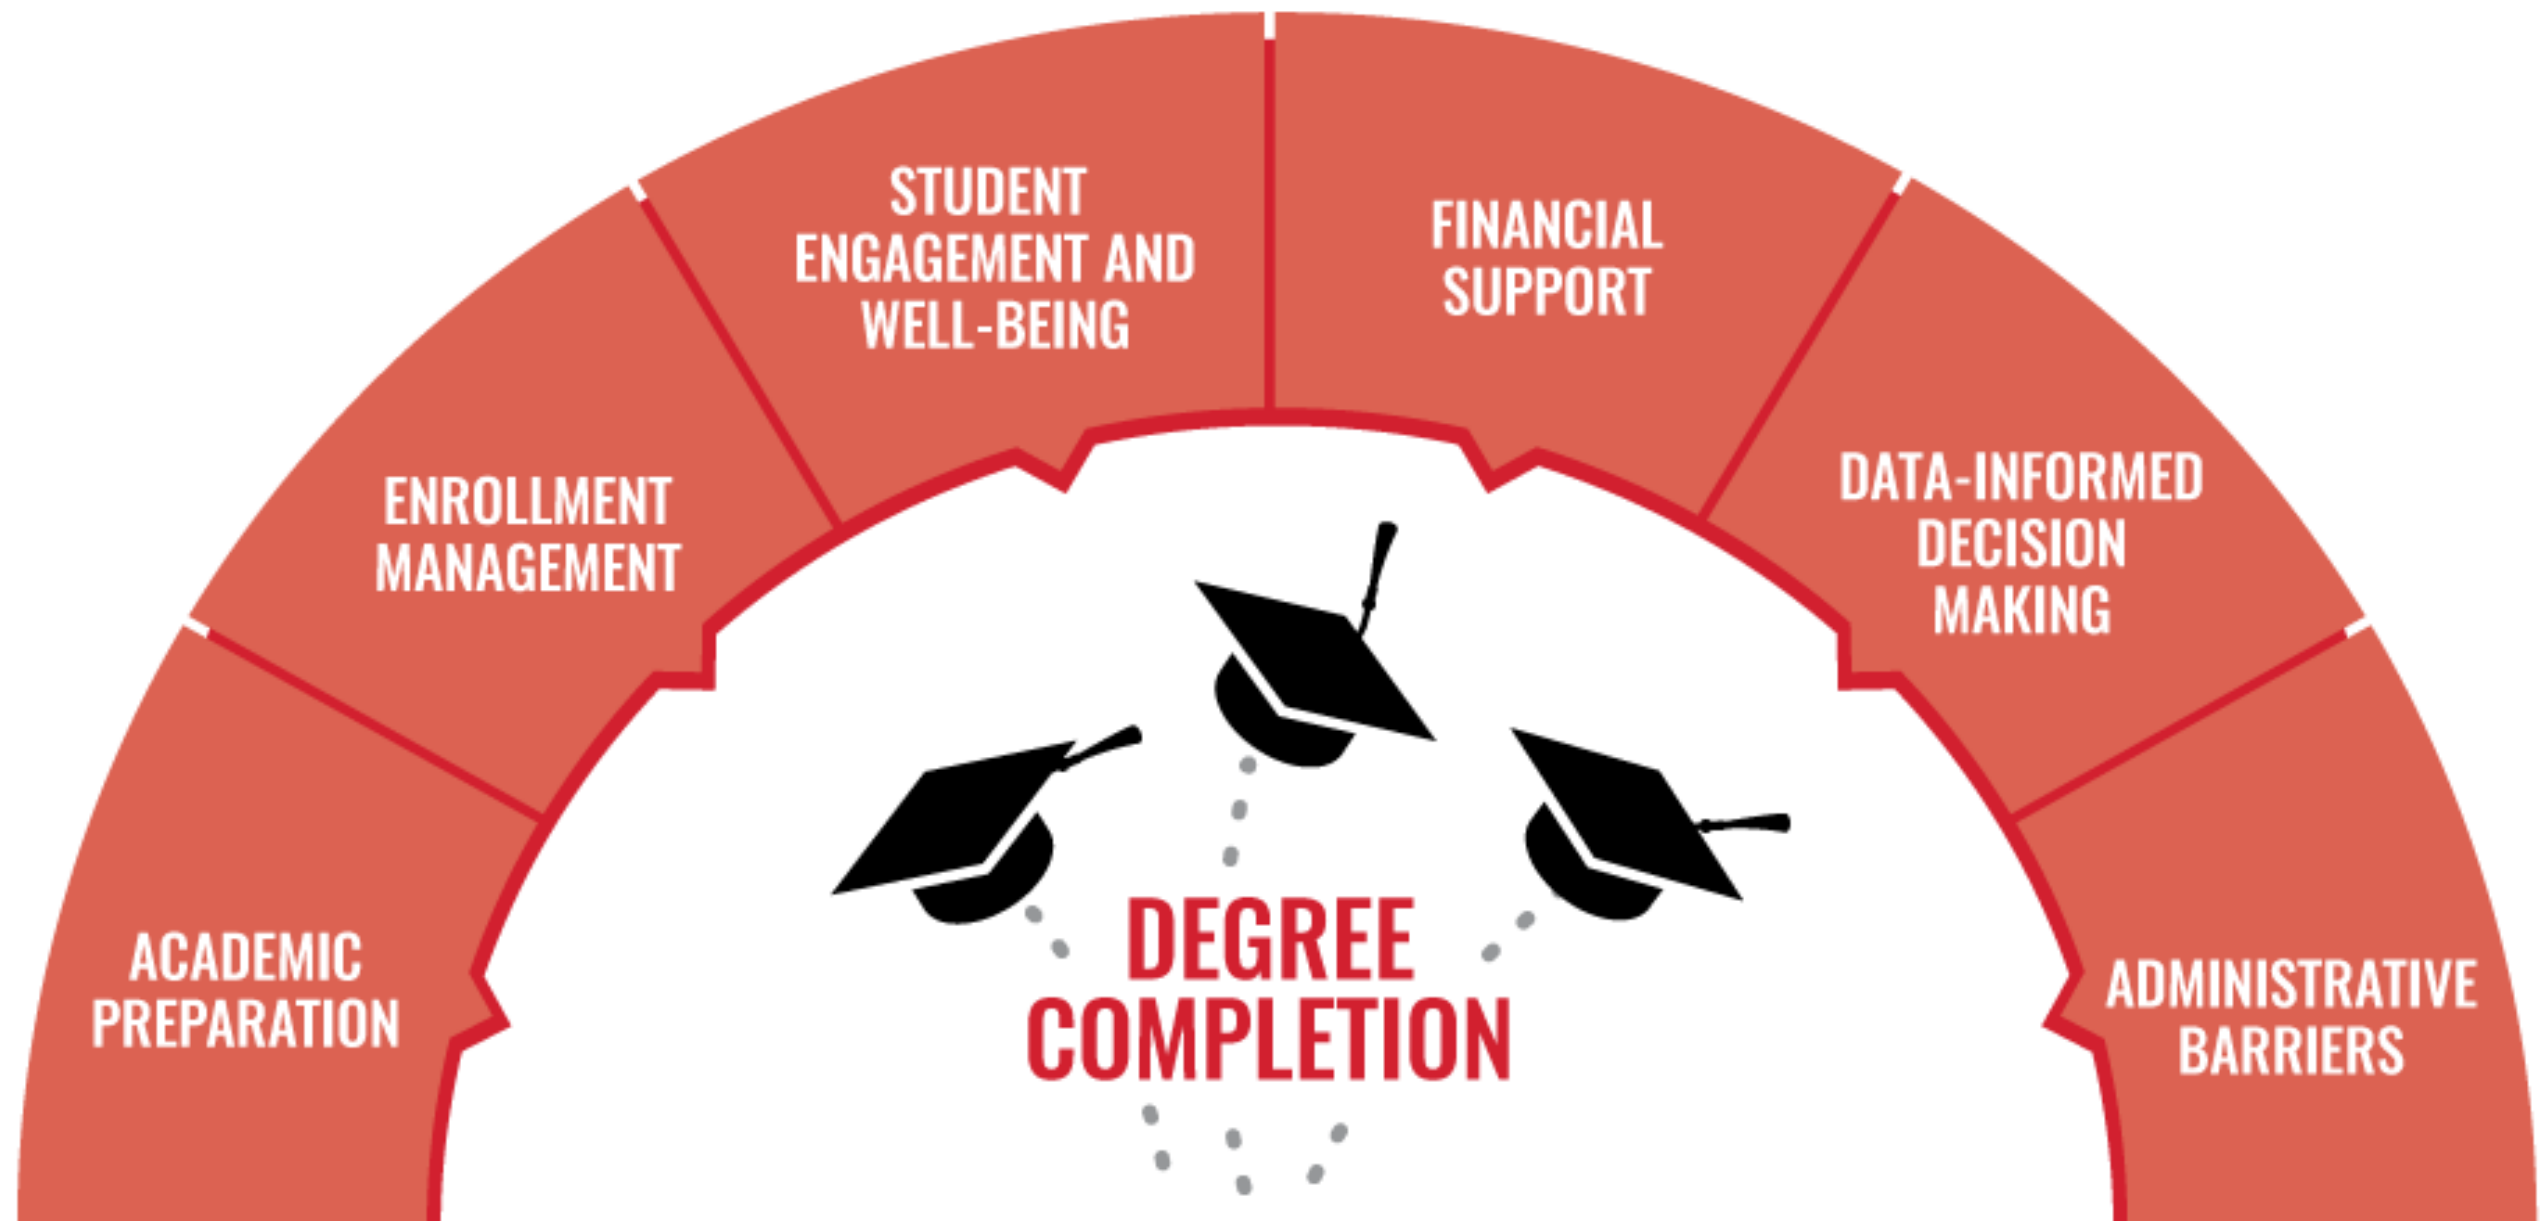 ACADEMIC
PREPARATION
ENROLLMENT
MANAGEMENT
STUDENT
ENGAGEMENT AND
WELL-BEING
FINANCIAL
SUPPORT
DATA-INFORMED
DECISION
MAKING
ADMINISTRATIVE
BARRIERS
DEGREE
COMPLETION